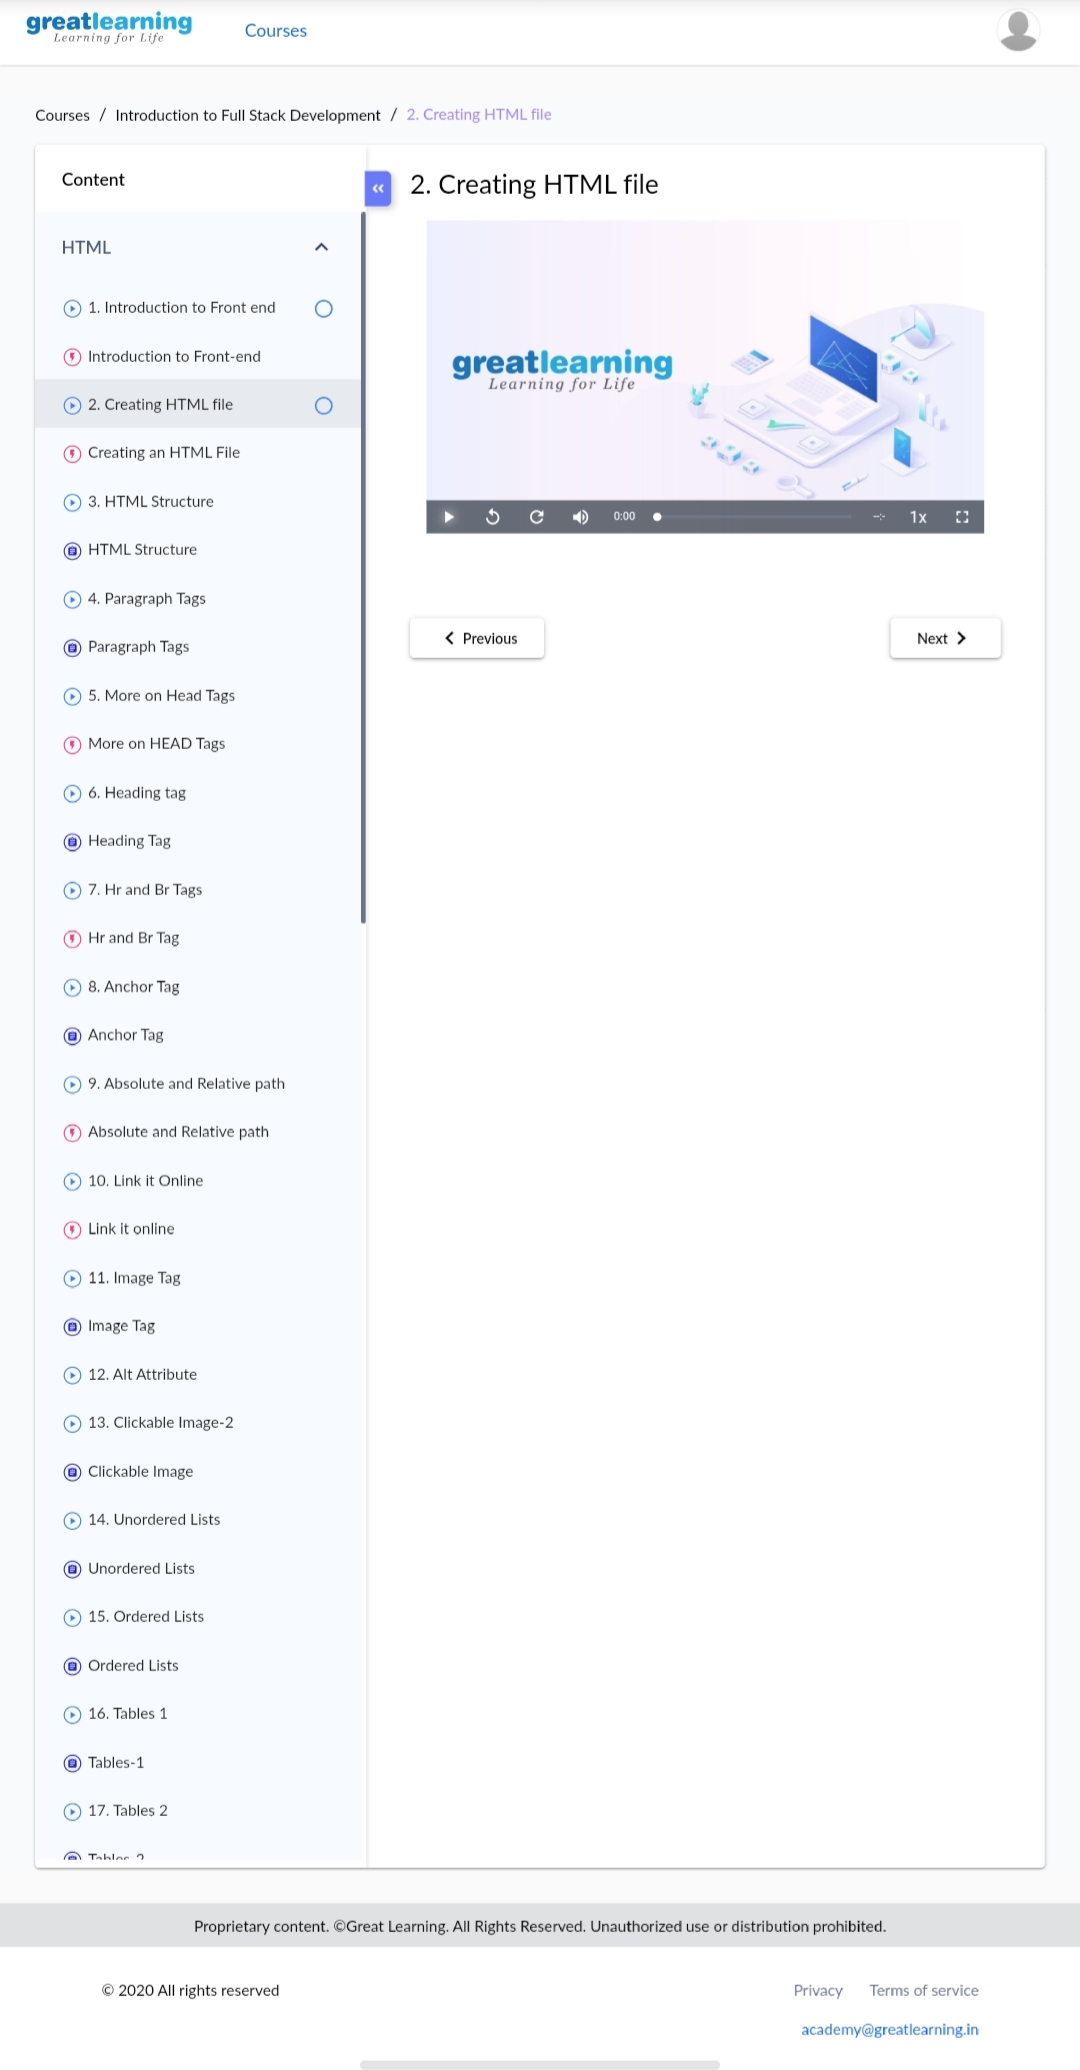 greatlearning
Learning for Life
Courses
Courses / Introduction to Full Stack Development / 2. Creating HTML file
Content
2. Creating HTML file
HTML
1. Introduction to Front end
Introduction to Front-end
2. Creating HTML file
Creating an HTML File
3. HTML Structure
HTML Structure
4. Paragraph Tags
Paragraph Tags
5. More on Head Tags
More on HEAD Tags
6. Heading tag
Heading Tag
7. Hr and Br Tags
Hr and Br Tag
8. Anchor Tag
Anchor Tag
9. Absolute and Relative path
Absolute and Relative path
10. Link it Online
Link it online
11. Image Tag
Image Tag
12. Alt Attribute
13. Clickable Image-2
Clickable Image
14. Unordered Lists
Unordered Lists
15. Ordered Lists
Ordered Lists
16. Tables 1
Tables-1
17. Tables 2
Tables-2
greatlearning
Learning for Life
0:00
-:-
1x
Previous
Next
Proprietary content. ©Great Learning. All Rights Reserved. Unauthorized use or distribution prohibited.
© 2020 All rights reserved
Privacy
Terms of service
academy@greatlearning.in